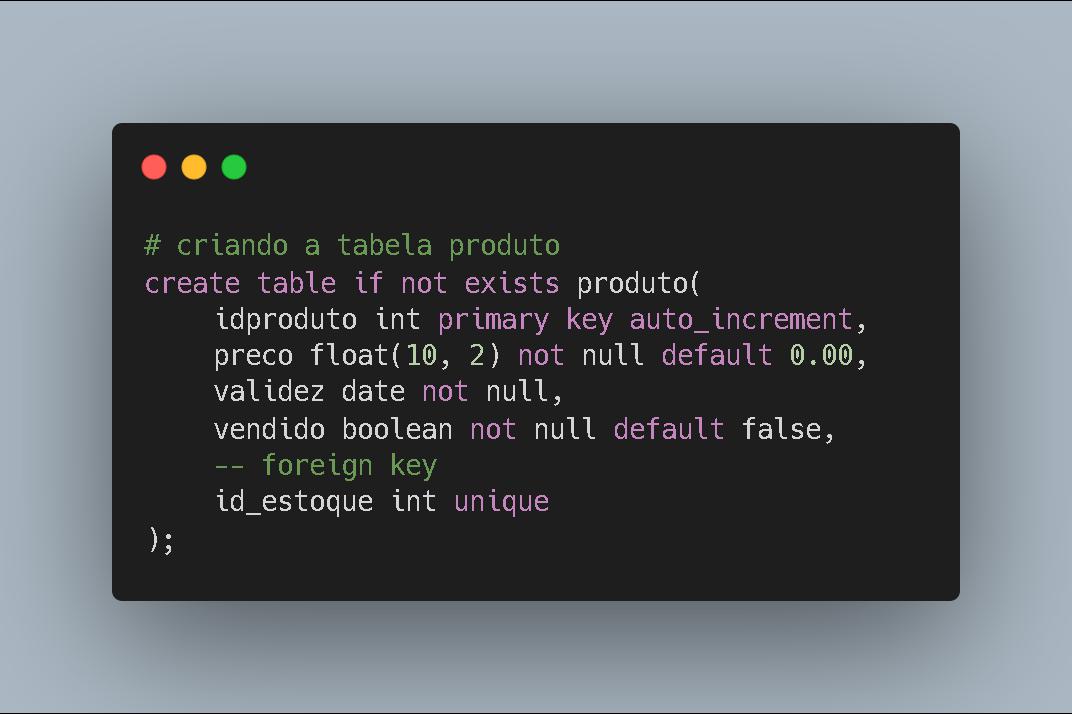 # criando a tabela produto
create table if not exists produto(
idproduto int primary key auto_increment,
preco float(10, 2) not null default 0.00,
validez date not null,
vendido boolean not null default false,
-- foreign key
id_estoque int unique
);